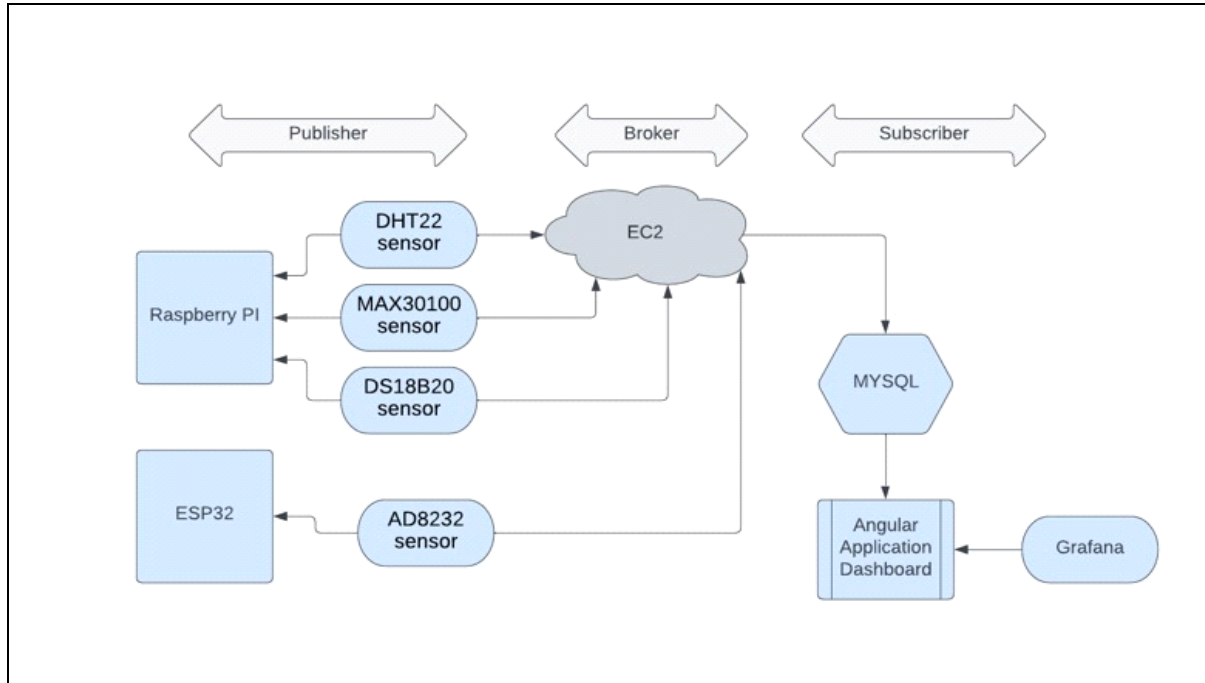 Publisher
Broker
Subscriber
DHT22
sensor
EC2
Raspberry PI
MAX30100
sensor
DS18B20
sensor
MYSQL
ESP32
AD8232
sensor
Angular
Application
Dashboard
Grafana